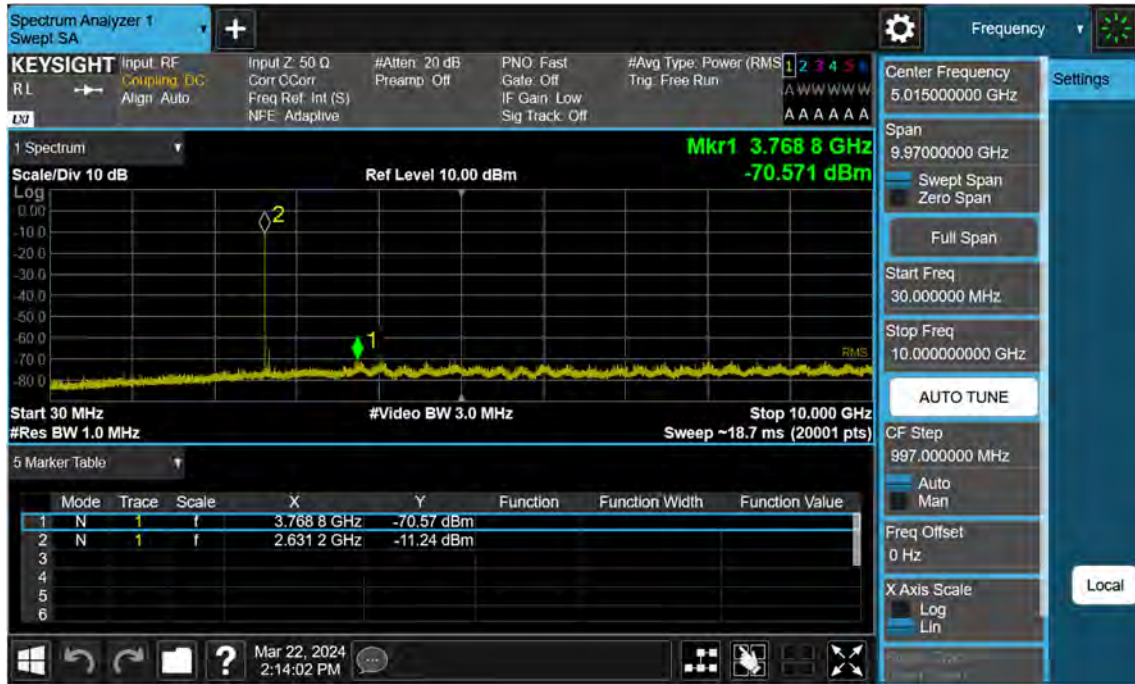 Spectrum Analyzer 1
Swept SA
Frequency
KEYSIGHT
RL
LXI
Input: RF
Coupling: DC
Align: Auto
Input Z: 50 Ω
Corr CCorr
Freq Ref: Int (S)
NFE: Adaptive
#Atten: 20 dB
Preamp: Off
PNO: Fast
Gate: Off
IF Gain: Low
Sig Track: Off
#Avg Type: Power (RMS
Trig: Free Run
1 2 3 4 5 6
A W W W W W
A A A A A A
1 Spectrum
Scale/Div 10 dB
Ref Level 10.00 dBm
Mkr1 3.768 8 GHz
-70.571 dBm
Log
0.00
-10.0
-20.0
-30.0
-40.0
-50.0
-60.0
-70.0
-80.0
2
1
RMS
Start 30 MHz
#Video BW 3.0 MHz
Stop 10.000 GHz
#Res BW 1.0 MHz
Sweep ~18.7 ms (20001 pts)
5 Marker Table
Mode Trace Scale X Y Function Function Width Function Value
1 N 1 f 3.768 8 GHz -70.57 dBm
2 N 1 f 2.631 2 GHz -11.24 dBm
3
4
5
6
Mar 22, 2024
2:14:02 PM
Center Frequency
5.015000000 GHz
Span
9.97000000 GHz
Swept Span
Zero Span
Full Span
Start Freq
30.000000 MHz
Stop Freq
10.000000000 GHz
AUTO TUNE
CF Step
997.000000 MHz
Auto
Man
Freq Offset
0 Hz
X Axis Scale
Log
Lin
Settings
Local